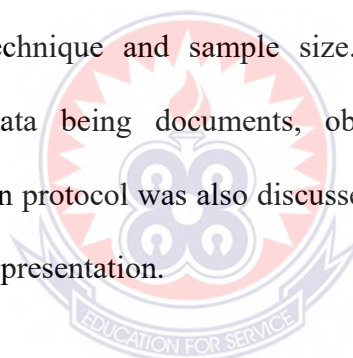 echnique and sample size.
ata being documents, ob
n protocol was also discusse
presentation.
EDUCATION FOR SERVICE